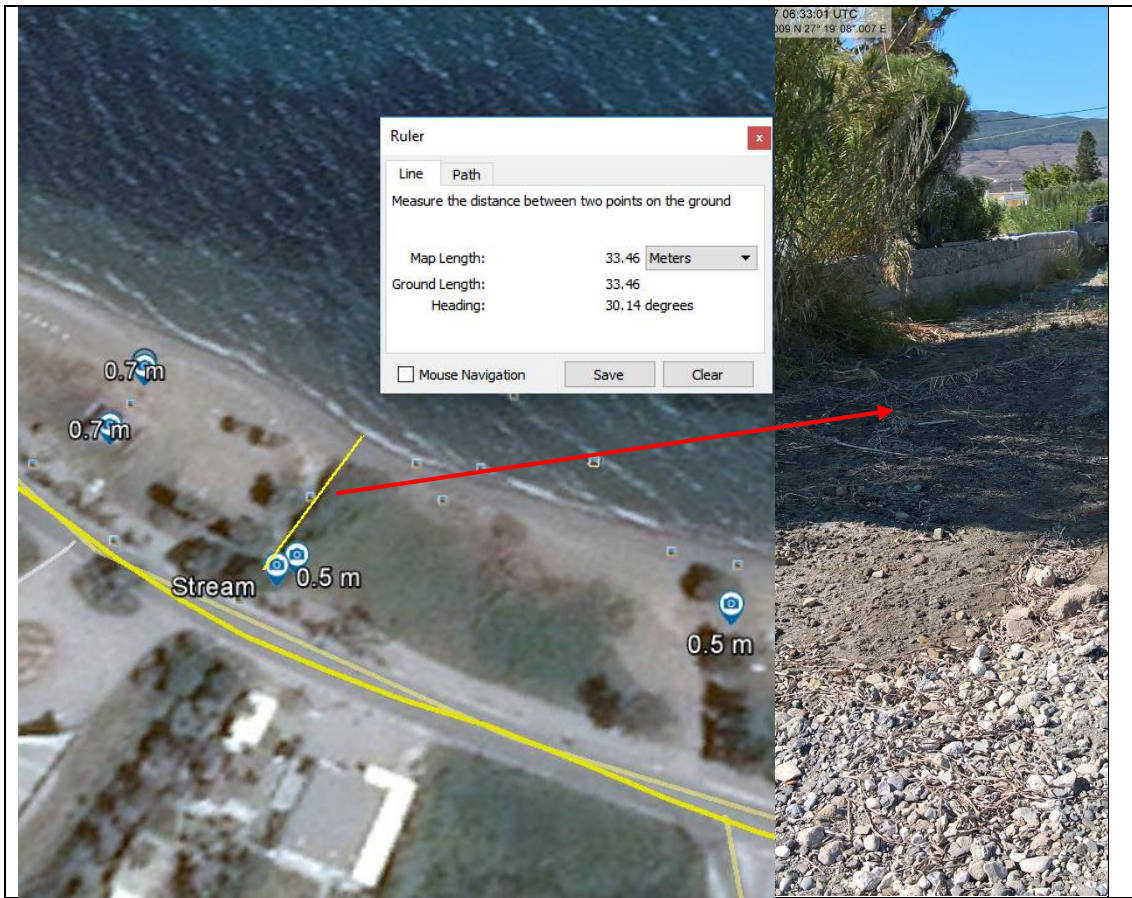 7 06:33:01 UTC
009 N 27° 19' 08".007 E
Ruler
x
Line Path
Measure the distance between two points on the ground
Map Length: 33.46 Meters
Ground Length: 33.46
Heading: 30.14 degrees
Mouse Navigation Save Clear
0.7 m
0.7 m
Stream 0.5 m
0.5 m